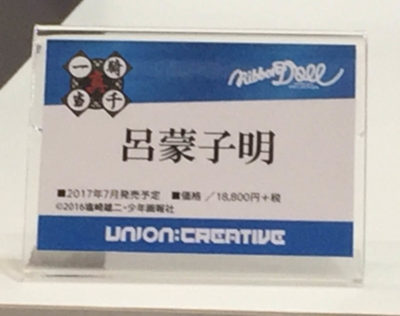 一騎当千
真
Ribbon Doll
呂蒙子明
■2017年7月発売予定 ■価格／18,800円+税
©2016塩崎雄二・少年画報社
UNION:CREATIVE